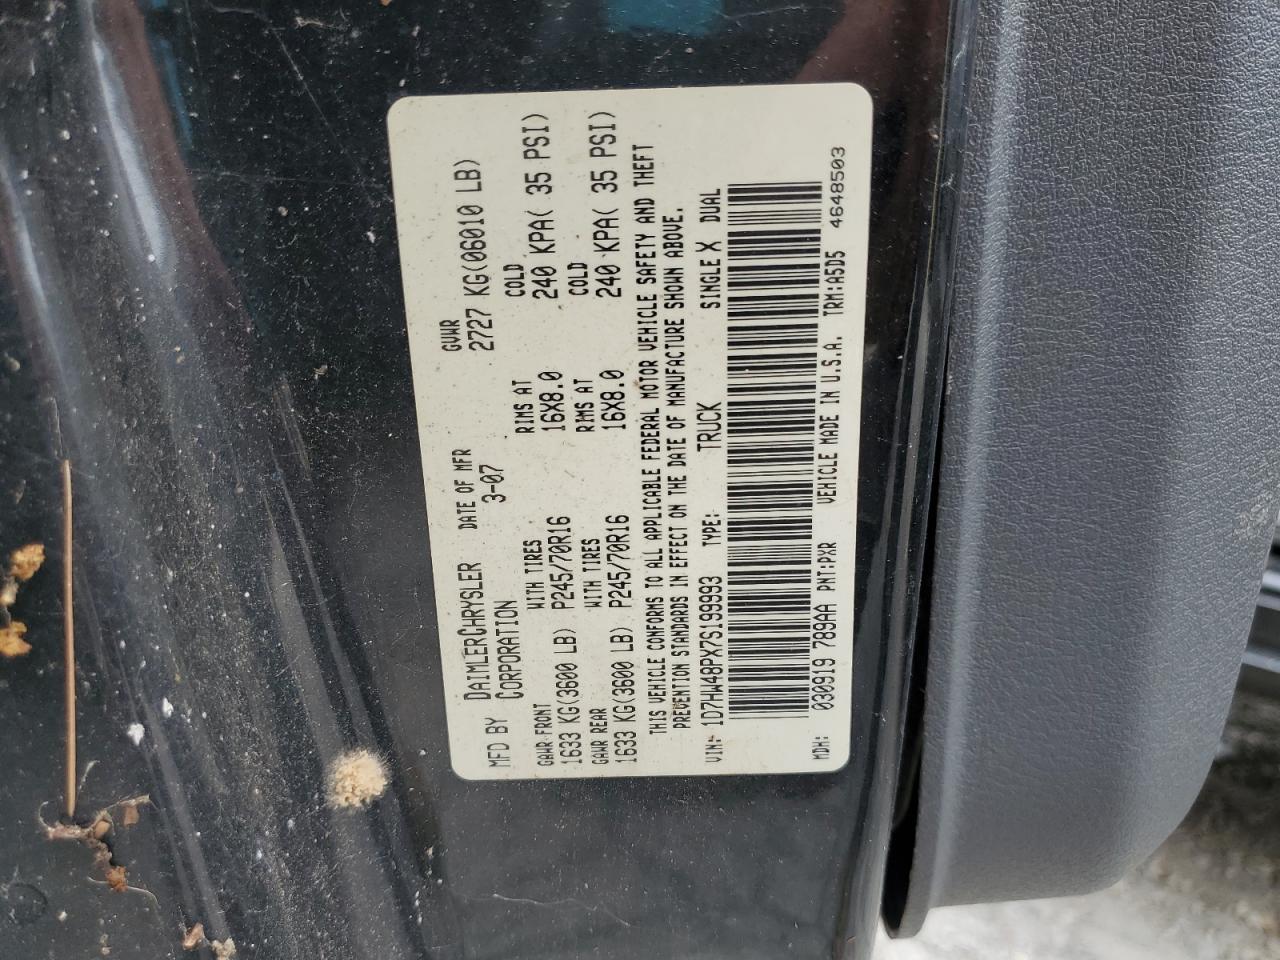 MFD BY DAIMLERCHRYSLER CORPORATION DATE OF MFR 3-07 GVWR 2727 KG(06010 LB)
GAWR FRONT WITH TIRES RIMS AT COLD
1633 KG(3600 LB) P245/70R16 16X8.0 240 KPA( 35 PSI)
GAWR REAR WITH TIRES RIMS AT COLD
1633 KG(3600 LB) P245/70R16 16X8.0 240 KPA( 35 PSI)
THIS VEHICLE CONFORMS TO ALL APPLICABLE FEDERAL MOTOR VEHICLE SAFETY AND THEFT
PREVENTION STANDARDS IN EFFECT ON THE DATE OF MANUFACTURE SHOWN ABOVE.
VIN: 1D7HW48PX7S199993 TYPE: TRUCK SINGLE X DUAL
MDH: 030919 789AA PNT:PXR VEHICLE MADE IN U.S.A. TRM:A5D5 4648503